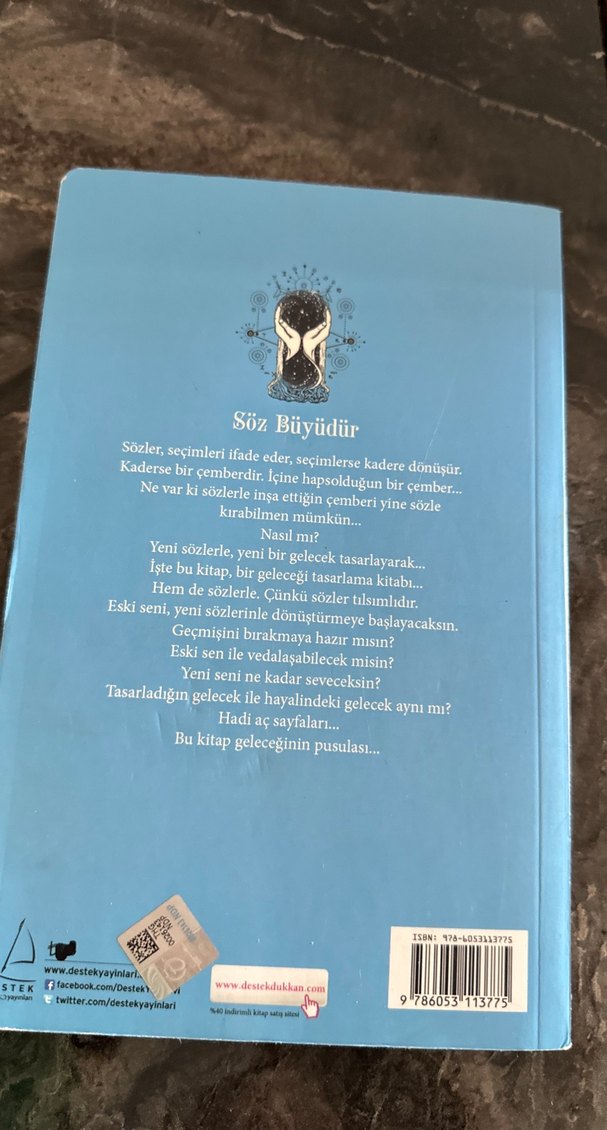 Söz Büyüdür
Sözler, seçimleri ifade eder, seçimlerse kadere dönüşür.
Kaderse bir çemberdir. İçine hapsolduğun bir çember...
Ne var ki sözlerle inşa ettiğin çemberi yine sözle
kırabilmen mümkün...
Nasıl mı?
Yeni sözlerle, yeni bir gelecek tasarlayarak...
İşte bu kitap, bir geleceği tasarlama kitabı...
Hem de sözlerle. Çünkü sözler tılsımlıdır.
Eski seni, yeni sözlerinle dönüştürmeye başlayacaksın.
Geçmişini bırakmaya hazır mısın?
Eski sen ile vedalaşabilecek misin?
Yeni seni ne kadar seveceksin?
Tasarladığın gelecek ile hayalindeki gelecek aynı mı?
Hadi aç sayfaları...
Bu kitap geleceğinin pusulası...
STEK
yayınları
www.destekyayinlari.
facebook.com/DestekY
twitter.com/destekyayinlari
www.destekdukkan.com
%40 indirimli kitap satış sitesi
ISBN: 978-6053113775
9 786053 113775